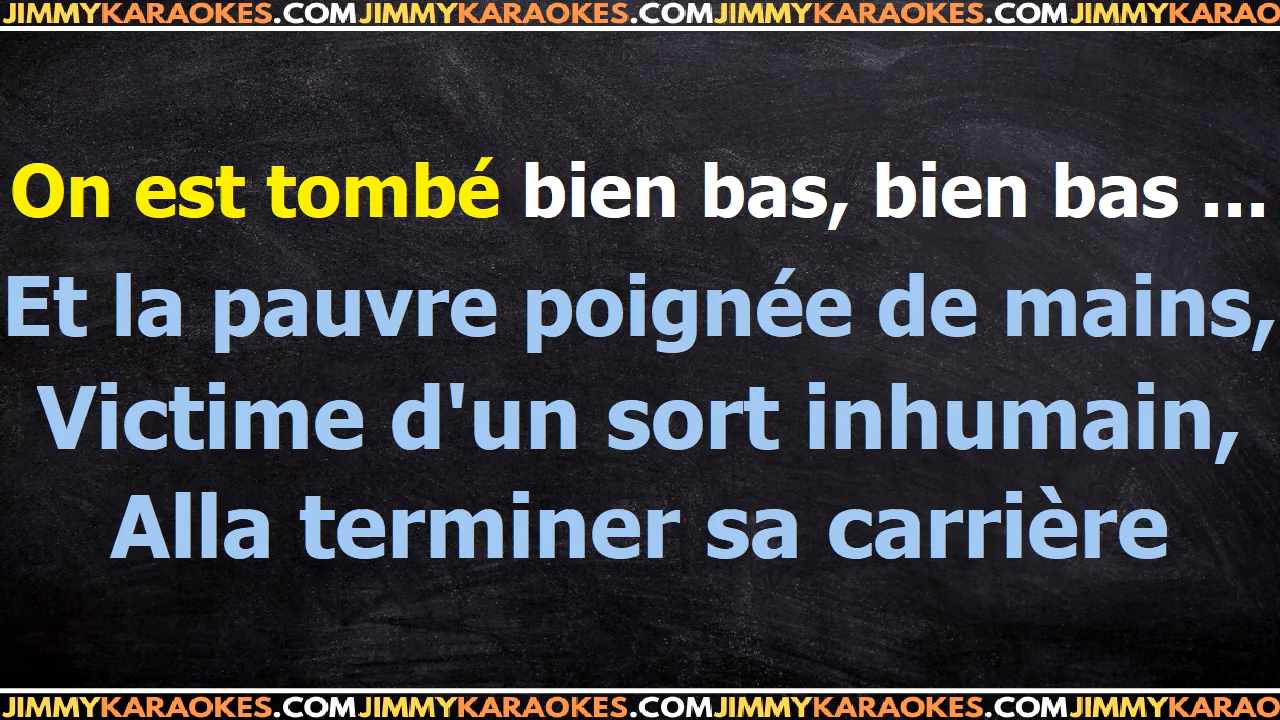 JIMMYKARAOKES.COMJIMMYKARAOKES.COMJIMMYKARAOKES.COMJIMMYKARAO
On est tombé bien bas, bien bas ...
Et la pauvre poignée de mains,
Victime d'un sort inhumain,
Alla terminer sa carrière
JIMMYKARAOKES.COMJIMMYKARAOKES.COMJIMMYKARAOKES.COMJIMMYKARAO